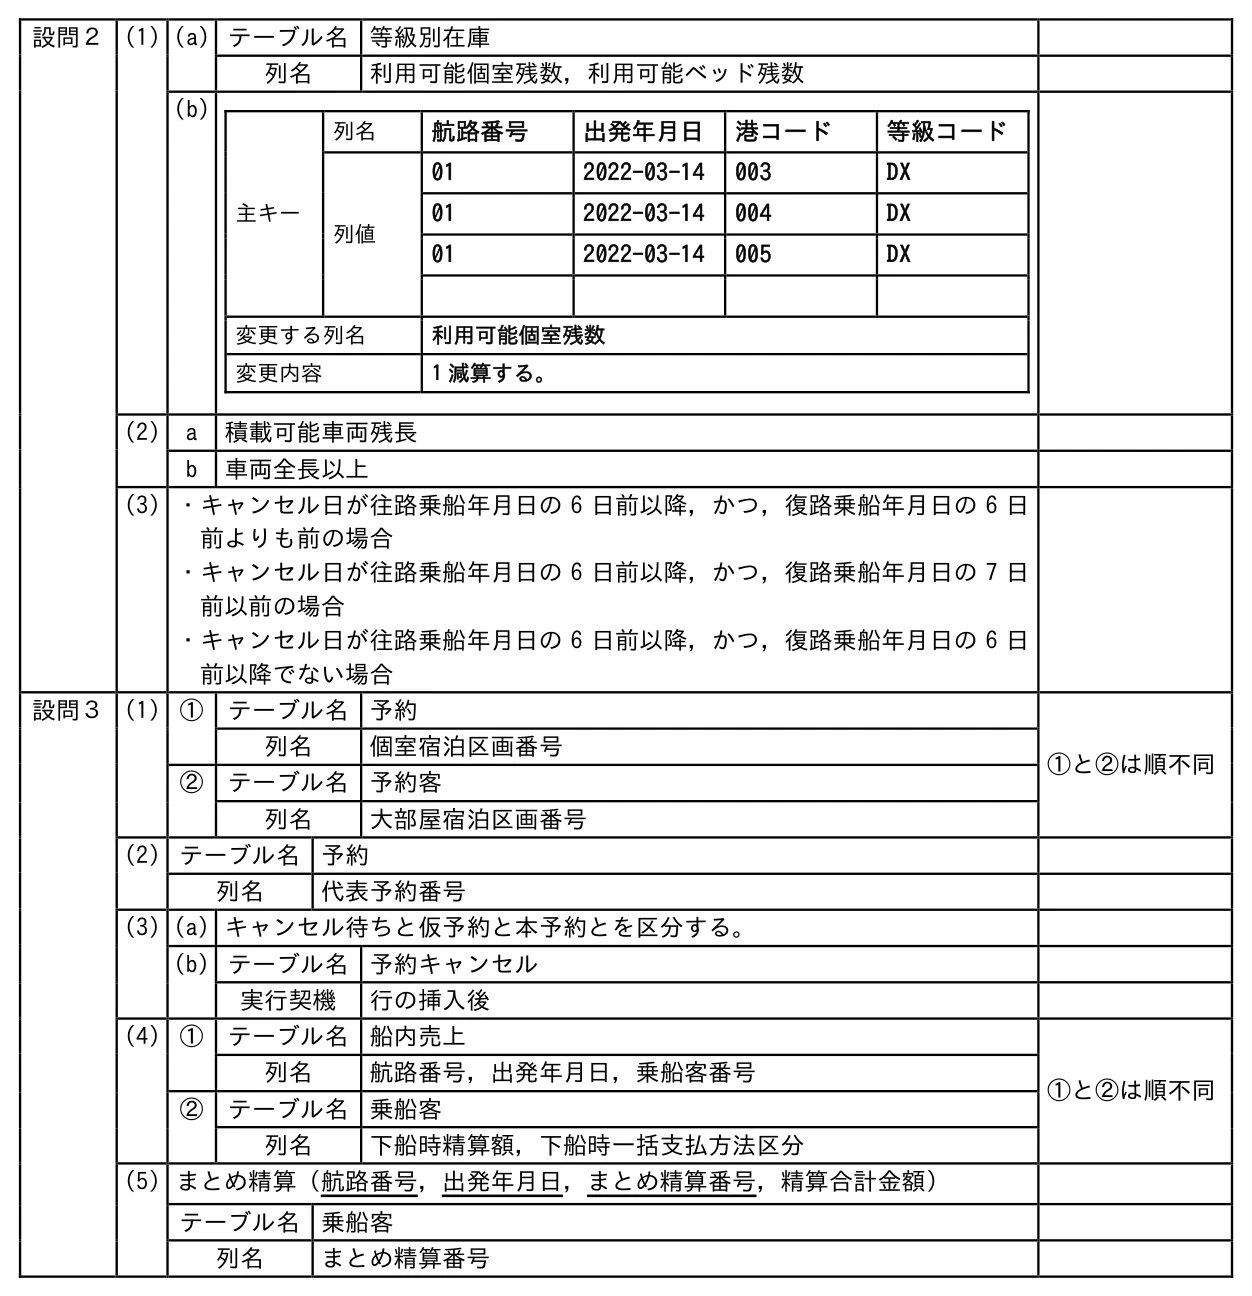 設問2 (1) (a) テーブル名 等級別在庫
列名 利用可能個室残数，利用可能ベッド残数
(b)
主キー 列名 航路番号 出発年月日 港コード 等級コード
列値 01 2022-03-14 003 DX
01 2022-03-14 004 DX
01 2022-03-14 005 DX
変更する列名 利用可能個室残数
変更内容 1減算する。
(2) a 積載可能車両残長
b 車両全長以上
(3) ・キャンセル日が往路乗船年月日の6日前以降，かつ，復路乗船年月日の6日
前よりも前の場合
・キャンセル日が往路乗船年月日の6日前以降，かつ，復路乗船年月日の7日
前以前の場合
・キャンセル日が往路乗船年月日の6日前以降，かつ，復路乗船年月日の6日
前以降でない場合
設問3 (1) ① テーブル名 予約
列名 個室宿泊区画番号
①と②は順不同
② テーブル名 予約客
列名 大部屋宿泊区画番号
(2) テーブル名 予約
列名 代表予約番号
(3) (a) キャンセル待ちと仮予約と本予約とを区分する。
(b) テーブル名 予約キャンセル
実行契機 行の挿入後
(4) ① テーブル名 船内売上
列名 航路番号，出発年月日，乗船客番号
①と②は順不同
② テーブル名 乗船客
列名 下船時精算額，下船時一括支払方法区分
(5) まとめ精算（航路番号，出発年月日，まとめ精算番号，精算合計金額）
テーブル名 乗船客
列名 まとめ精算番号